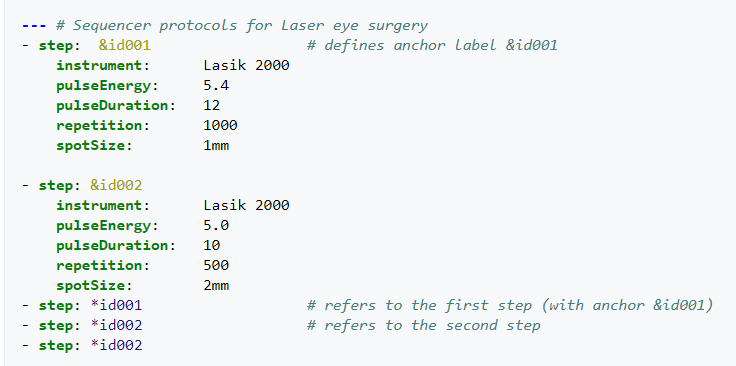 --- # Sequencer protocols for Laser eye surgery
- step:  &id001                  # defines anchor label &id001
    instrument:      Lasik 2000
    pulseEnergy:     5.4
    pulseDuration:   12
    repetition:      1000
    spotSize:        1mm

- step: &id002
    instrument:      Lasik 2000
    pulseEnergy:     5.0
    pulseDuration:   10
    repetition:      500
    spotSize:        2mm
- step: *id001                   # refers to the first step (with anchor &id001)
- step: *id002                   # refers to the second step
- step: *id002